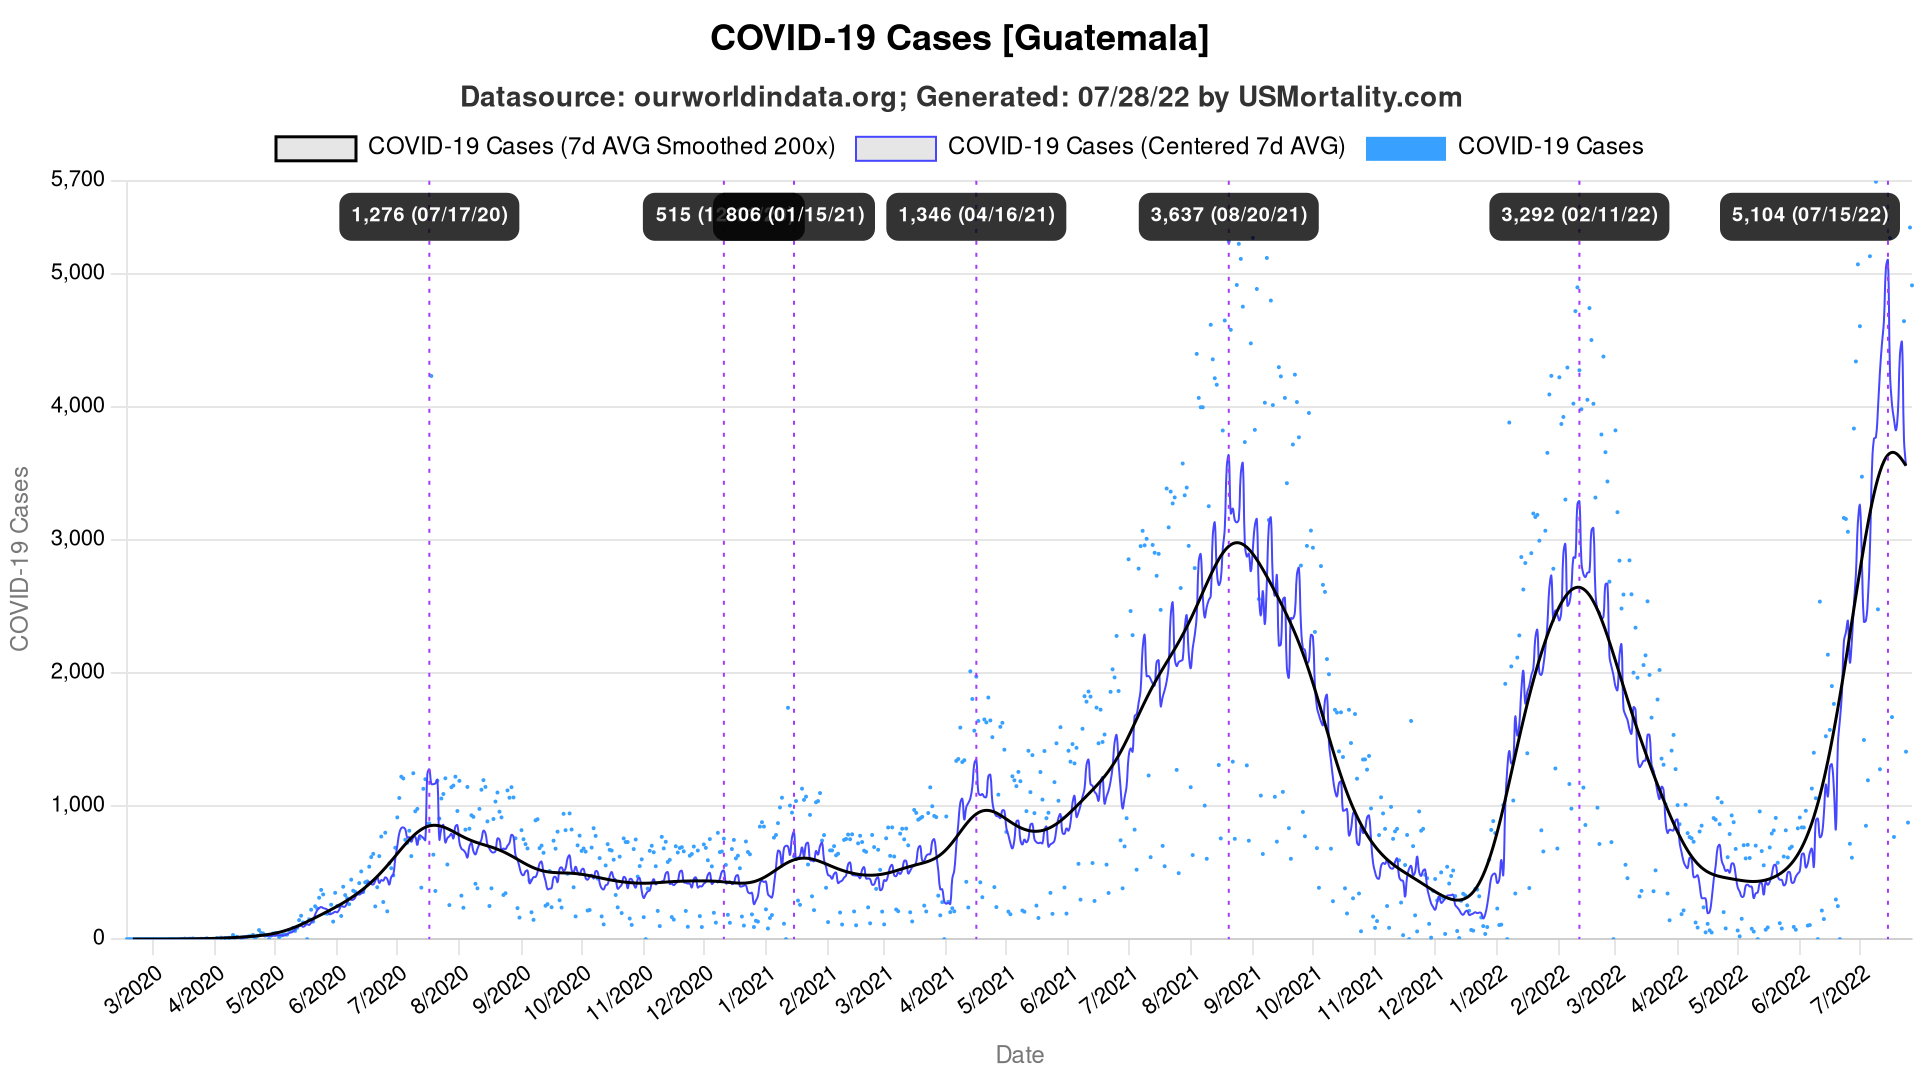 COVID-19 Cases [Guatemala]
Datasource: ourworldindata.org; Generated: 07/28/22 by USMortality.com
COVID-19 Cases (7d AVG Smoothed 200x) COVID-19 Cases (Centered 7d AVG) COVID-19 Cases
5,700
1,276 (07/17/20) 515 (1 806 (01/15/21) 1,346 (04/16/21) 3,637 (08/20/21) 3,292 (02/11/22) 5,104 (07/15/22)
5,000
4,000
3,000
2,000
1,000
0
COVID-19 Cases
3/2020 4/2020 5/2020 6/2020 7/2020 8/2020 9/2020 10/2020 11/2020 12/2020 1/2021 2/2021 3/2021 4/2021 5/2021 6/2021 7/2021 8/2021 9/2021 10/2021 11/2021 12/2021 1/2022 2/2022 3/2022 4/2022 5/2022 6/2022 7/2022
Date